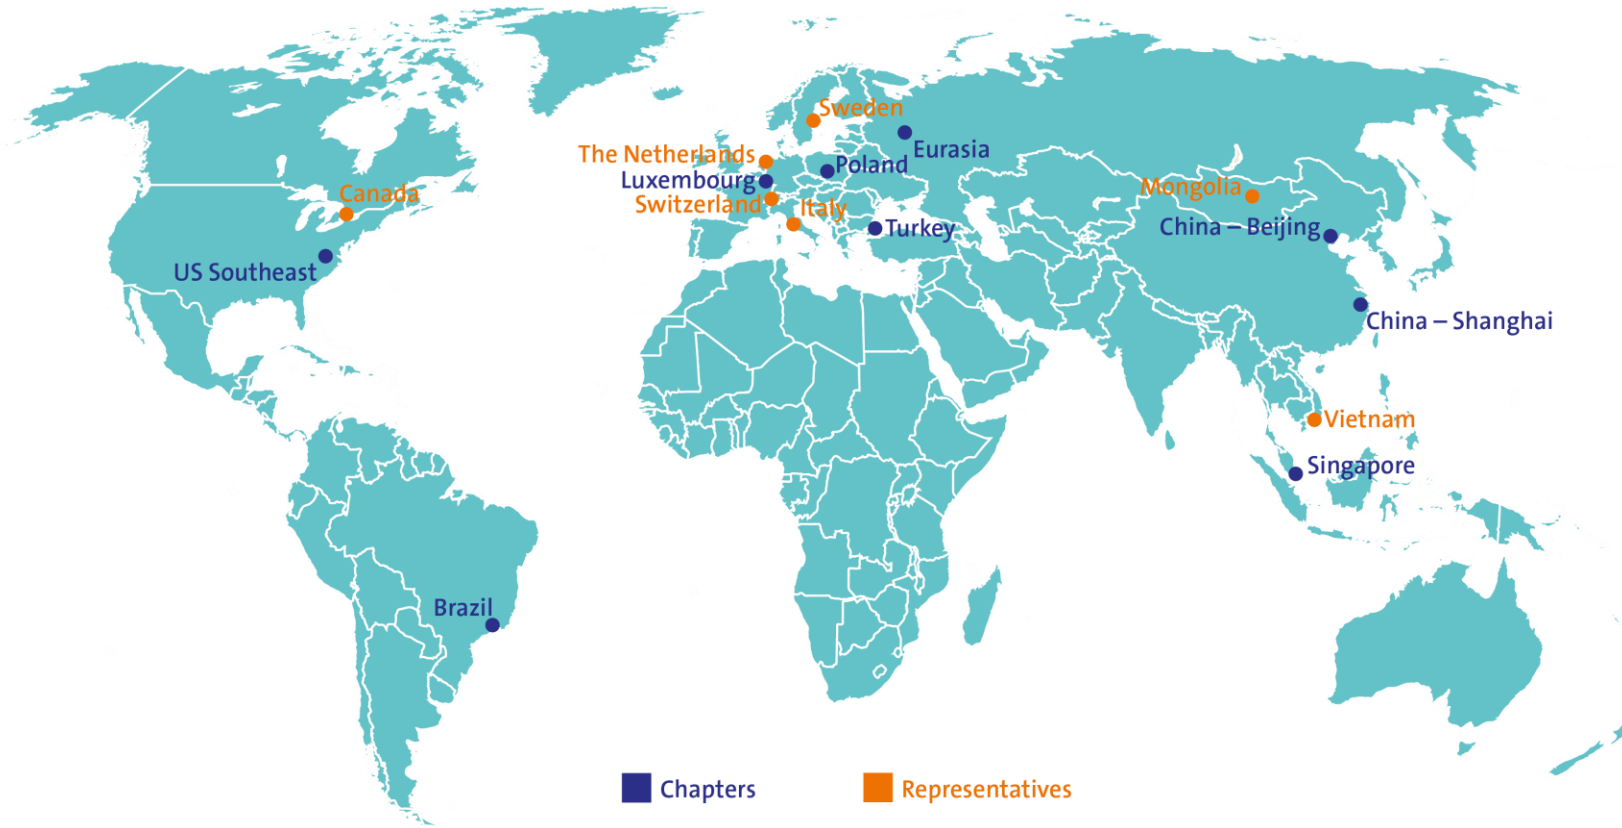 Sweden
Eurasia
The Netherlands
Poland
Luxembourg
Mongolia
Canada
Switzerland
Italy
China – Beijing
Turkey
US Southeast
China – Shanghai
Vietnam
Singapore
Brazil
Chapters
Representatives